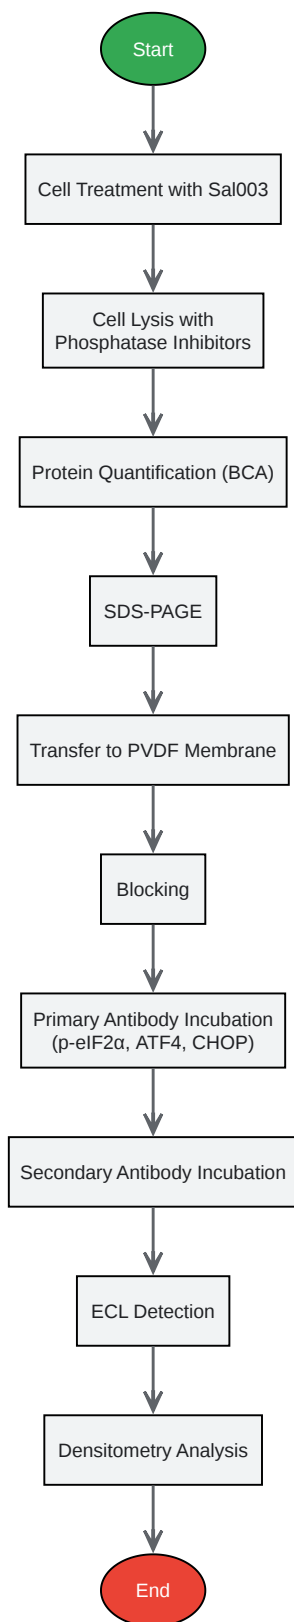 Start
Cell Treatment with Sal003
Cell Lysis with
Phosphatase Inhibitors
Protein Quantification (BCA)
SDS-PAGE
Transfer to PVDF Membrane
Blocking
Primary Antibody Incubation
(p-eIF2α, ATF4, CHOP)
Secondary Antibody Incubation
ECL Detection
Densitometry Analysis
End